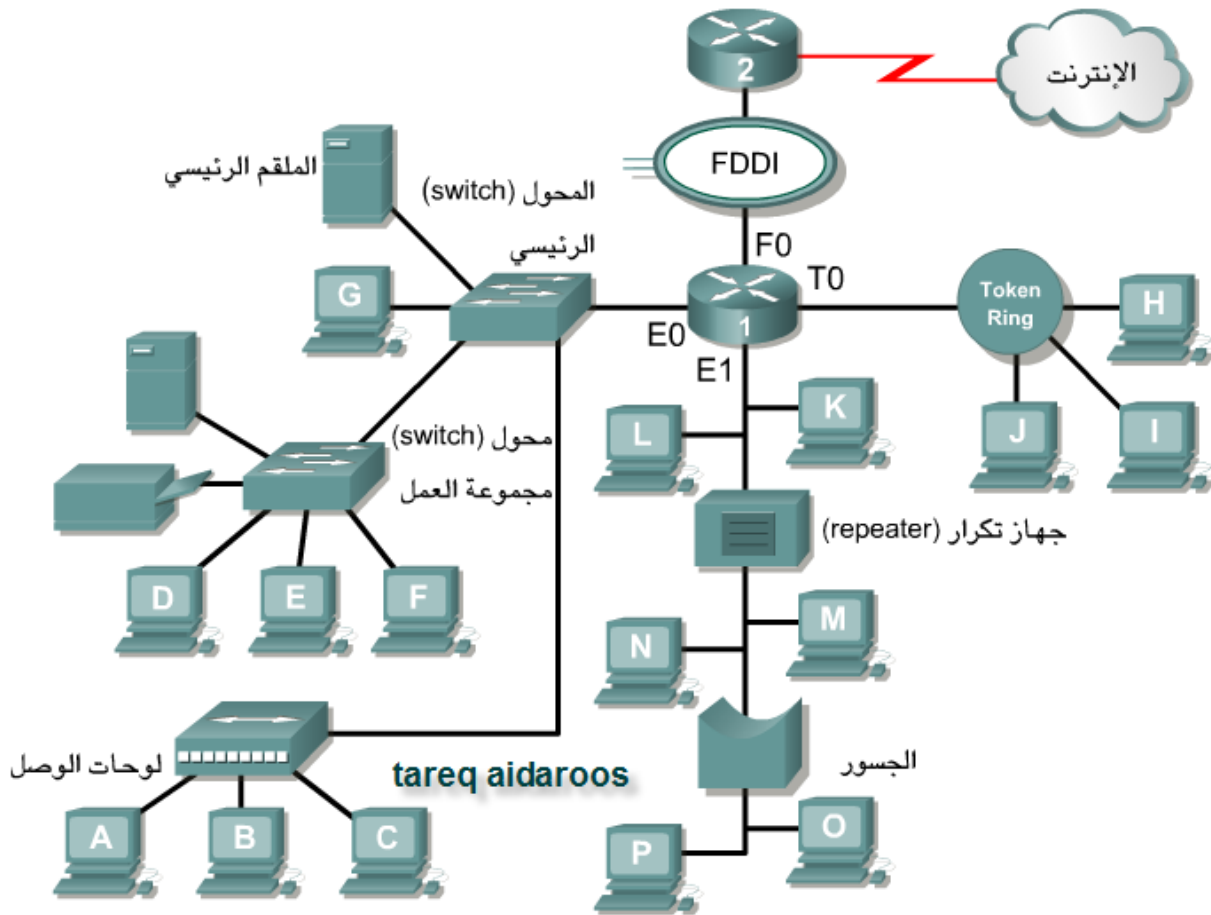 2
الإنترنت
FDDI
الملقم الرئيسي
المحول (switch)
الرئيسي
F0
T0
G
E0
1
E1
Token
Ring
H
K
L
J
I
محول (switch)
مجموعة العمل
جهاز تكرار (repeater)
D
E
F
M
N
لوحات الوصل
tareq aidaroos
الجسور
A
B
C
P
O